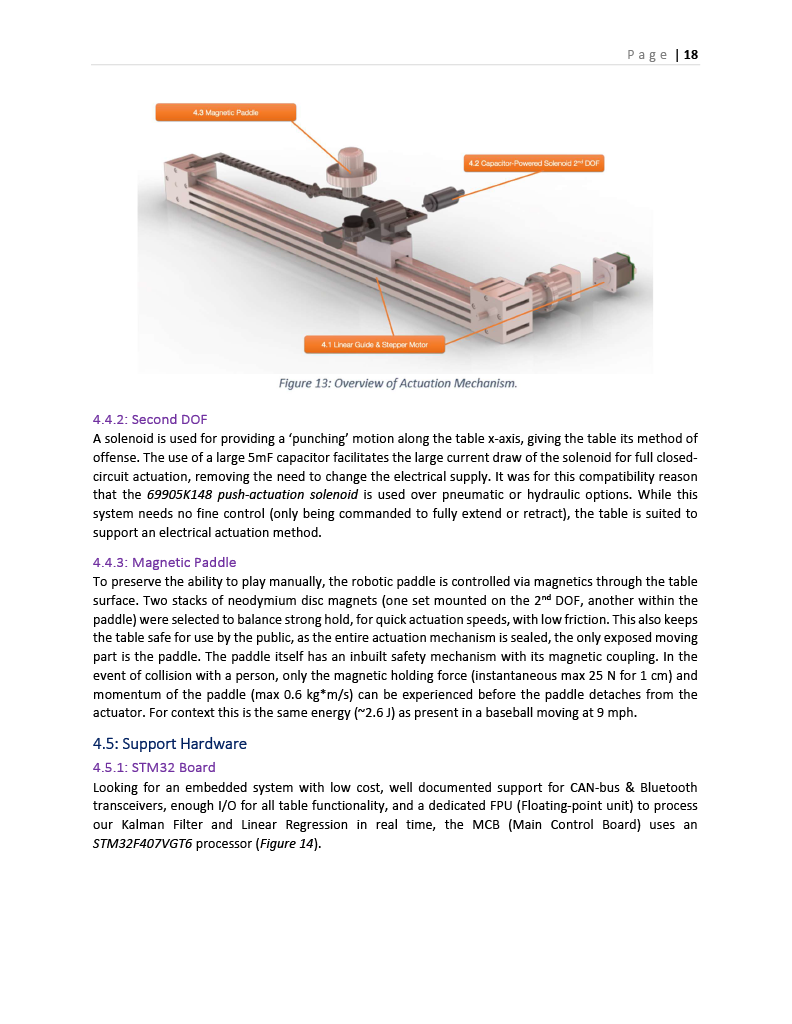 Page | 18
4.3 Magnetic Paddle
4.2 Capacitor-Powered Solenoid 2nd DOF
4.1 Linear Guide & Stepper Motor
Figure 13: Overview of Actuation Mechanism.
4.4.2: Second DOF
A solenoid is used for providing a ‘punching’ motion along the table x-axis, giving the table its method of
offense. The use of a large 5mF capacitor facilitates the large current draw of the solenoid for full closed-
circuit actuation, removing the need to change the electrical supply. It was for this compatibility reason
that the 69905K148 push-actuation solenoid is used over pneumatic or hydraulic options. While this
system needs no fine control (only being commanded to fully extend or retract), the table is suited to
support an electrical actuation method.
4.4.3: Magnetic Paddle
To preserve the ability to play manually, the robotic paddle is controlled via magnetics through the table
surface. Two stacks of neodymium disc magnets (one set mounted on the 2nd DOF, another within the
paddle) were selected to balance strong hold, for quick actuation speeds, with low friction. This also keeps
the table safe for use by the public, as the entire actuation mechanism is sealed, the only exposed moving
part is the paddle. The paddle itself has an inbuilt safety mechanism with its magnetic coupling. In the
event of collision with a person, only the magnetic holding force (instantaneous max 25 N for 1 cm) and
momentum of the paddle (max 0.6 kg*m/s) can be experienced before the paddle detaches from the
actuator. For context this is the same energy (~2.6 J) as present in a baseball moving at 9 mph.
4.5: Support Hardware
4.5.1: STM32 Board
Looking for an embedded system with low cost, well documented support for CAN-bus & Bluetooth
transceivers, enough I/O for all table functionality, and a dedicated FPU (Floating-point unit) to process
our Kalman Filter and Linear Regression in real time, the MCB (Main Control Board) uses an
STM32F407VGT6 processor (Figure 14).